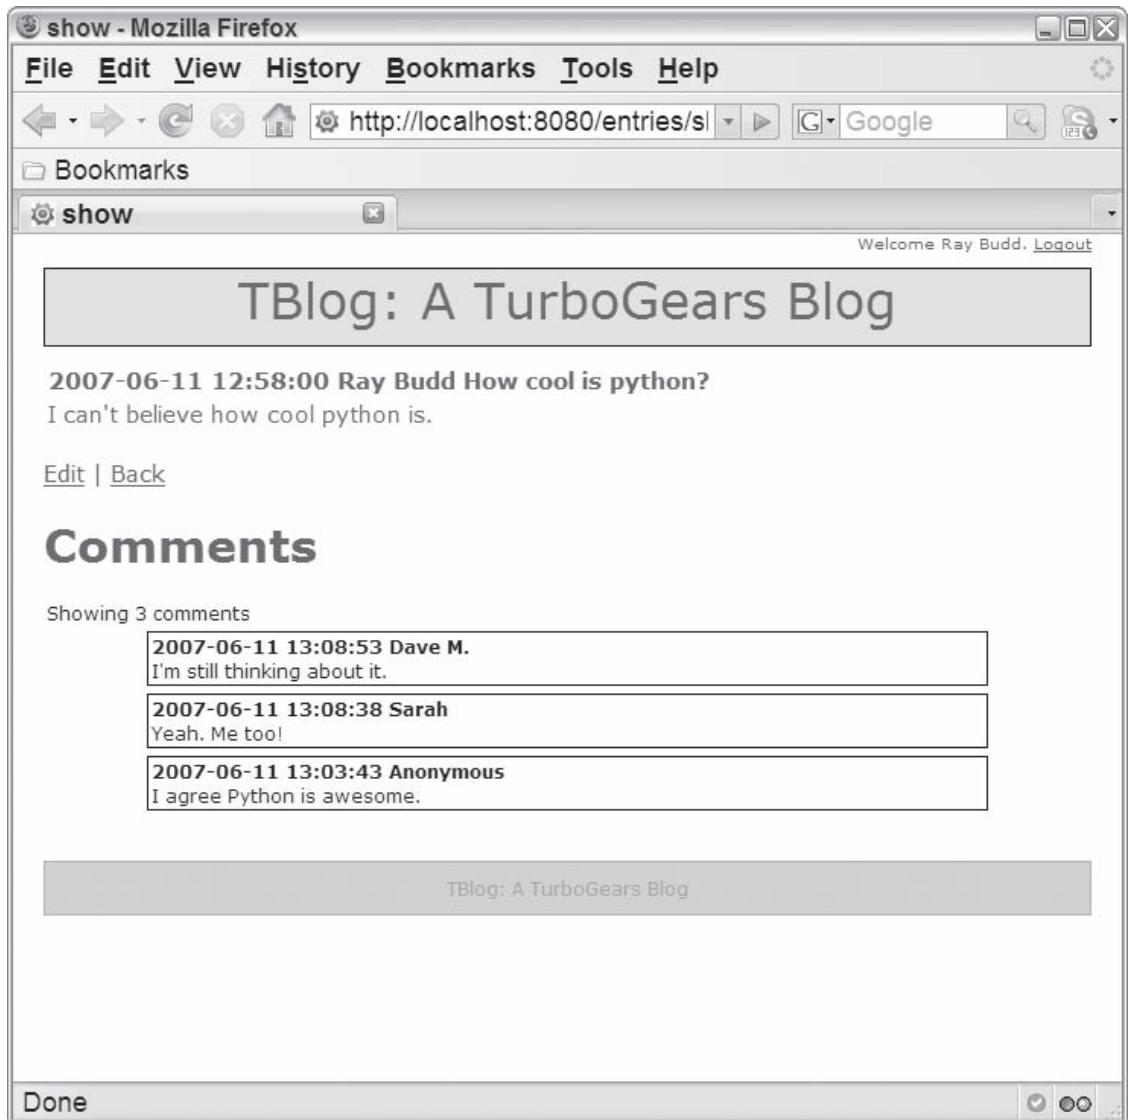 show - Mozilla Firefox
File Edit View History Bookmarks Tools Help
http://localhost:8080/entries/sl G Google
Bookmarks
show
Welcome Ray Budd. Logout
TBlog: A TurboGears Blog
2007-06-11 12:58:00 Ray Budd How cool is python?
I can't believe how cool python is.
Edit | Back
Comments
Showing 3 comments
2007-06-11 13:08:53 Dave M.
I'm still thinking about it.
2007-06-11 13:08:38 Sarah
Yeah. Me too!
2007-06-11 13:03:43 Anonymous
I agree Python is awesome.
TBlog: A TurboGears Blog
Done